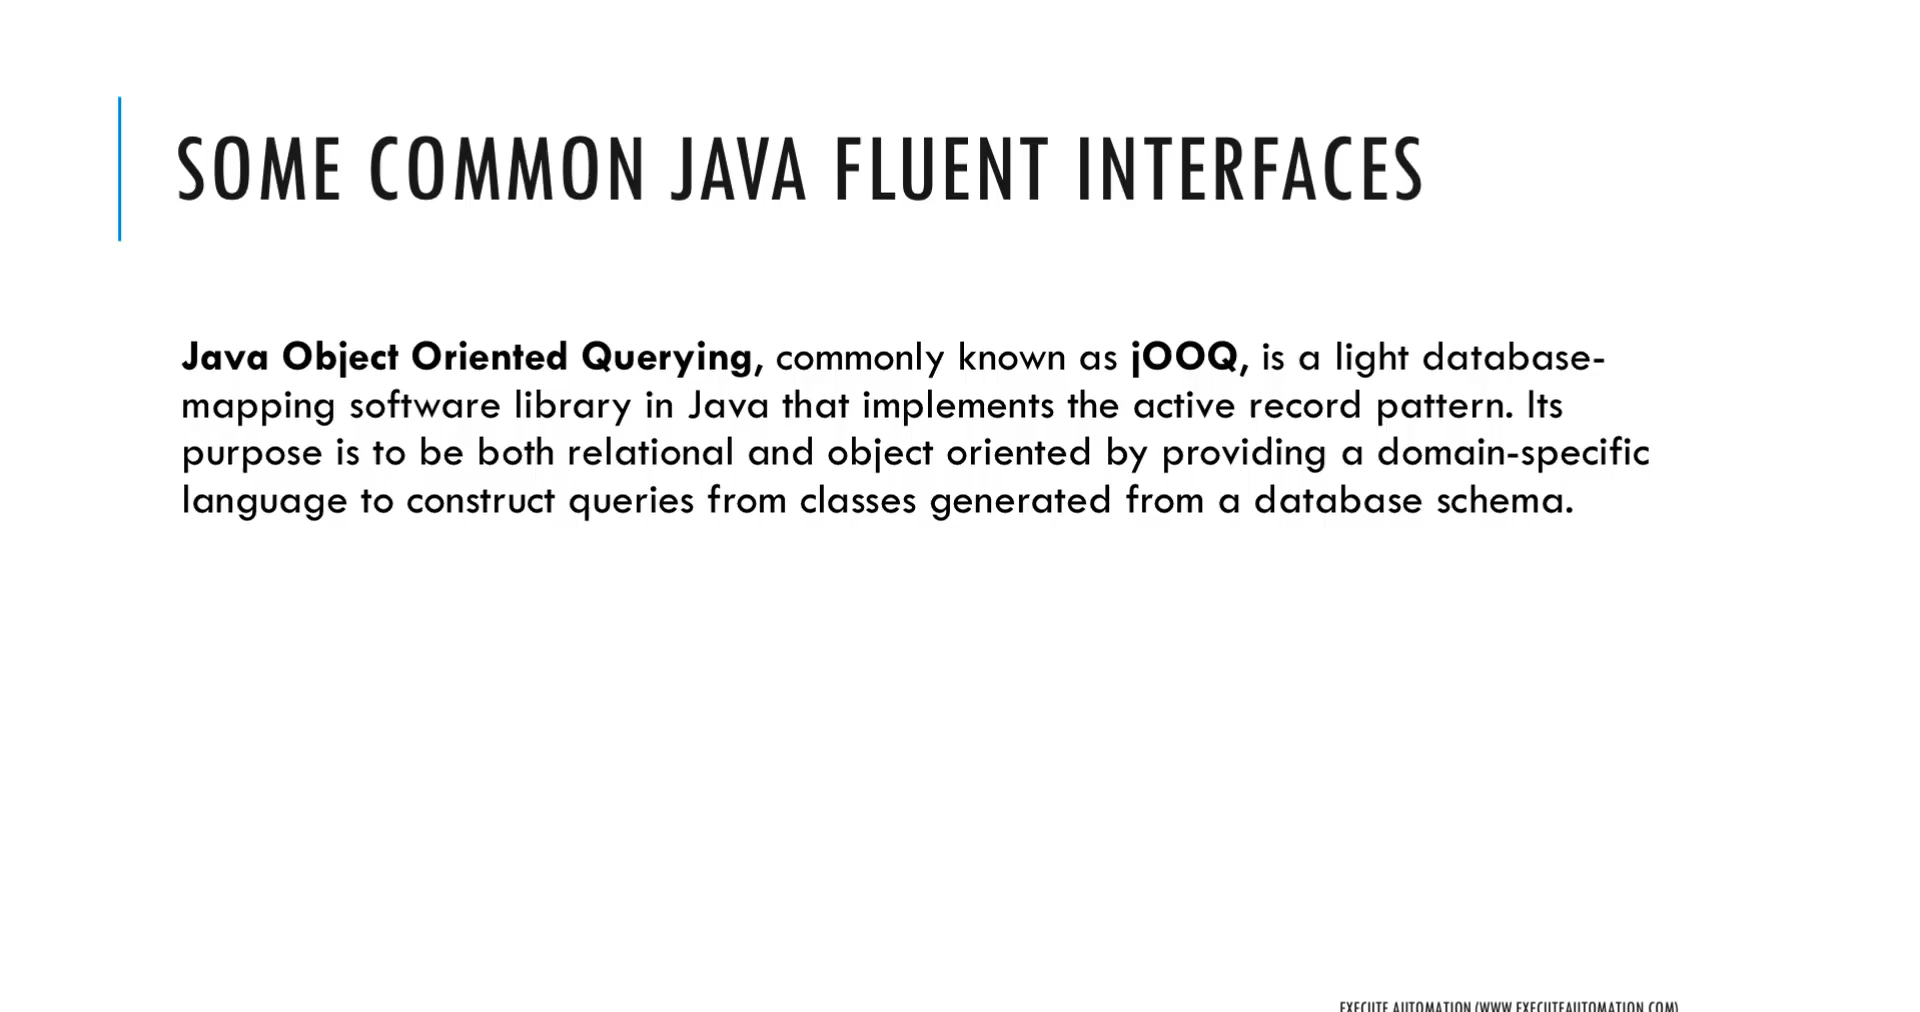 SOME COMMON JAVA FLUENT INTERFACES
Java Object Oriented Querying, commonly known as jOOQ, is a light database-
mapping software library in Java that implements the active record pattern. Its
purpose is to be both relational and object oriented by providing a domain-specific
language to construct queries from classes generated from a database schema.
EXECUTE AUTOMATION (WWW.EXECUTEAUTOMATION.COM)